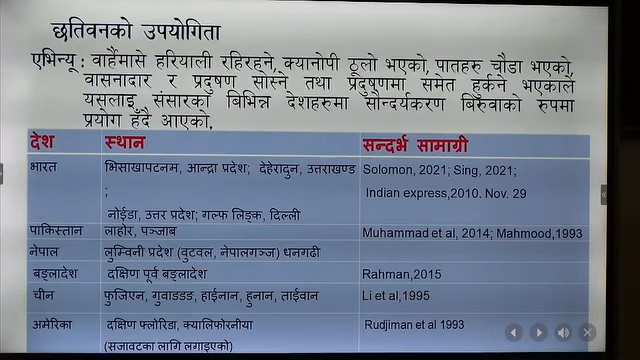 छतिवनको उपयोगिता
एभिन्यू : वाहैंमासे हरियाली रहिरहने, क्यानोपी ठूलो भएको, पातहरु चौडा भएको,
वासनादार र प्रदुषण सोस्ने तथा प्रदुषणमा समेत हुर्कने भएकाले
यसलाइ संसारका बिभिन्न देशहरुमा सौन्दर्यकरण बिरुवाको रुपमा
प्रयोग हुँदै आएको,
देश स्थान सन्दर्भ सामाग्री
भारत भिसाखापटनम, आन्द्रा प्रदेश; देहेरादुन, उत्तराखण्ड Solomon, 2021; Sing, 2021;
; Indian express,2010. Nov. 29
नोईडा, उत्तर प्रदेश; गल्फ लिङ्क, दिल्ली
पाकिस्तान लाहोर, पञ्जाब Muhammad et al, 2014; Mahmood,1993
नेपाल लुम्विनी प्रदेश (वुटवल, नेपालगञ्ज) धनगढी
बङ्लादेश दक्षिण पूर्व बङ्लादेश Rahman,2015
चीन फुजिएन, गुवाङडङ, हाईनान, हुनान, ताईवान Li et al,1995
अमेरिका दक्षिण फ्लोरिडा, क्यालिफोरनीया Rudjiman et al 1993
(सजावटका लागि लगाइएको)